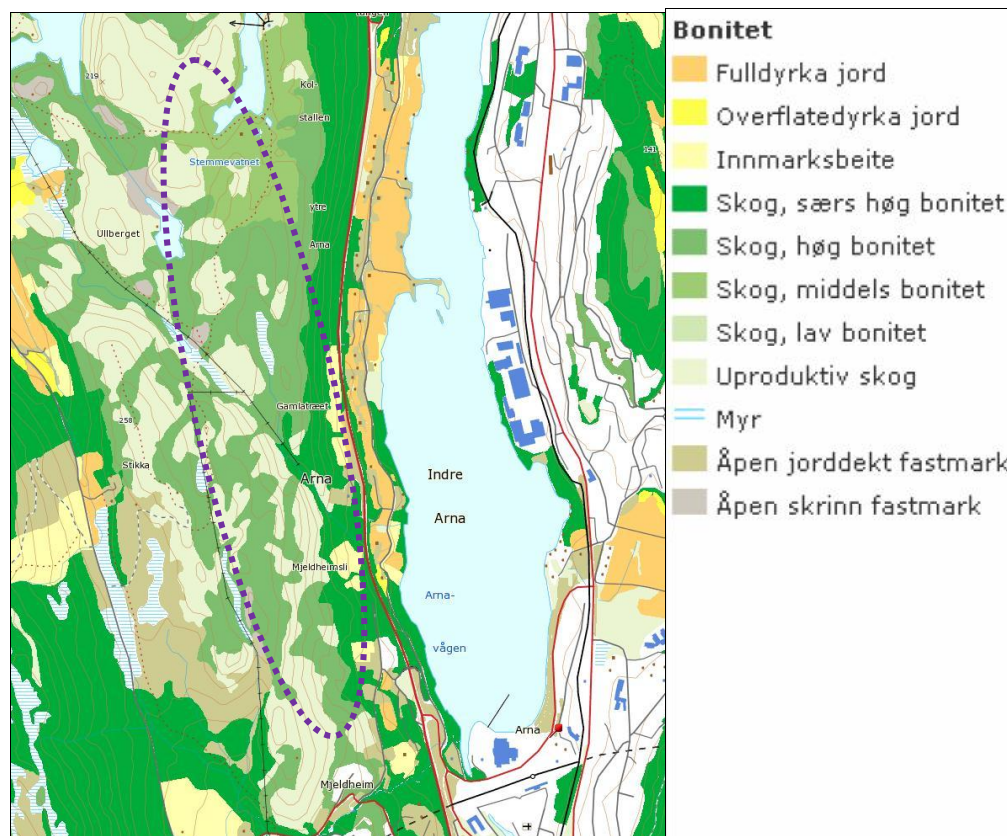 219
Kol-
stallen
Stemmevatnet
141
ytre
Arna
Ullberget
Gamlatræet
258
Stikka
Arna
Indre
Arna
Mjeldheimsli
Arna-
vågen
Arna
Mjeldheim
Bonitet
Fulldyrka jord
Overflatedyrka jord
Innmarksbeite
Skog, særs høg bonitet
Skog, høg bonitet
Skog, middels bonitet
Skog, lav bonitet
Uproduktiv skog
Myr
Åpen jorddekt fastmark
Åpen skrinn fastmark